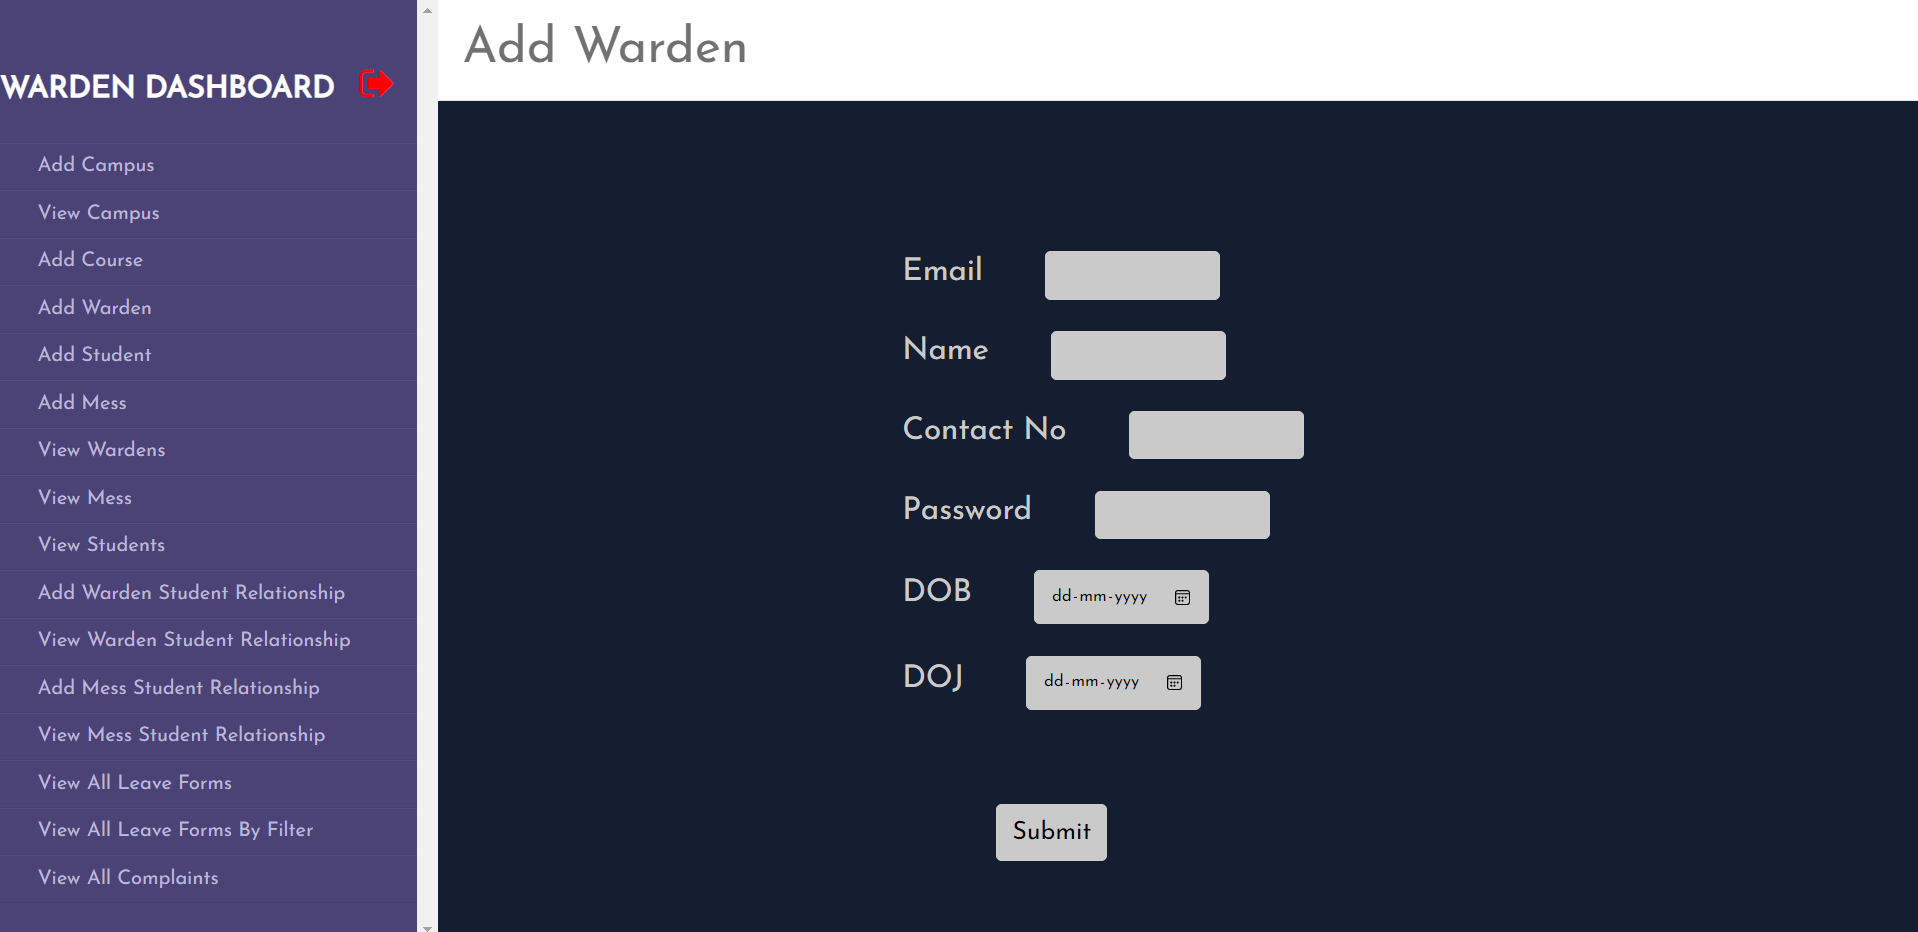 WARDEN DASHBOARD
Add Campus
View Campus
Add Course
Add Warden
Add Student
Add Mess
View Wardens
View Mess
View Students
Add Warden Student Relationship
View Warden Student Relationship
Add Mess Student Relationship
View Mess Student Relationship
View All Leave Forms
View All Leave Forms By Filter
View All Complaints
Add Warden
Email
Name
Contact No
Password
DOB dd-mm-yyyy
DOJ dd-mm-yyyy
Submit